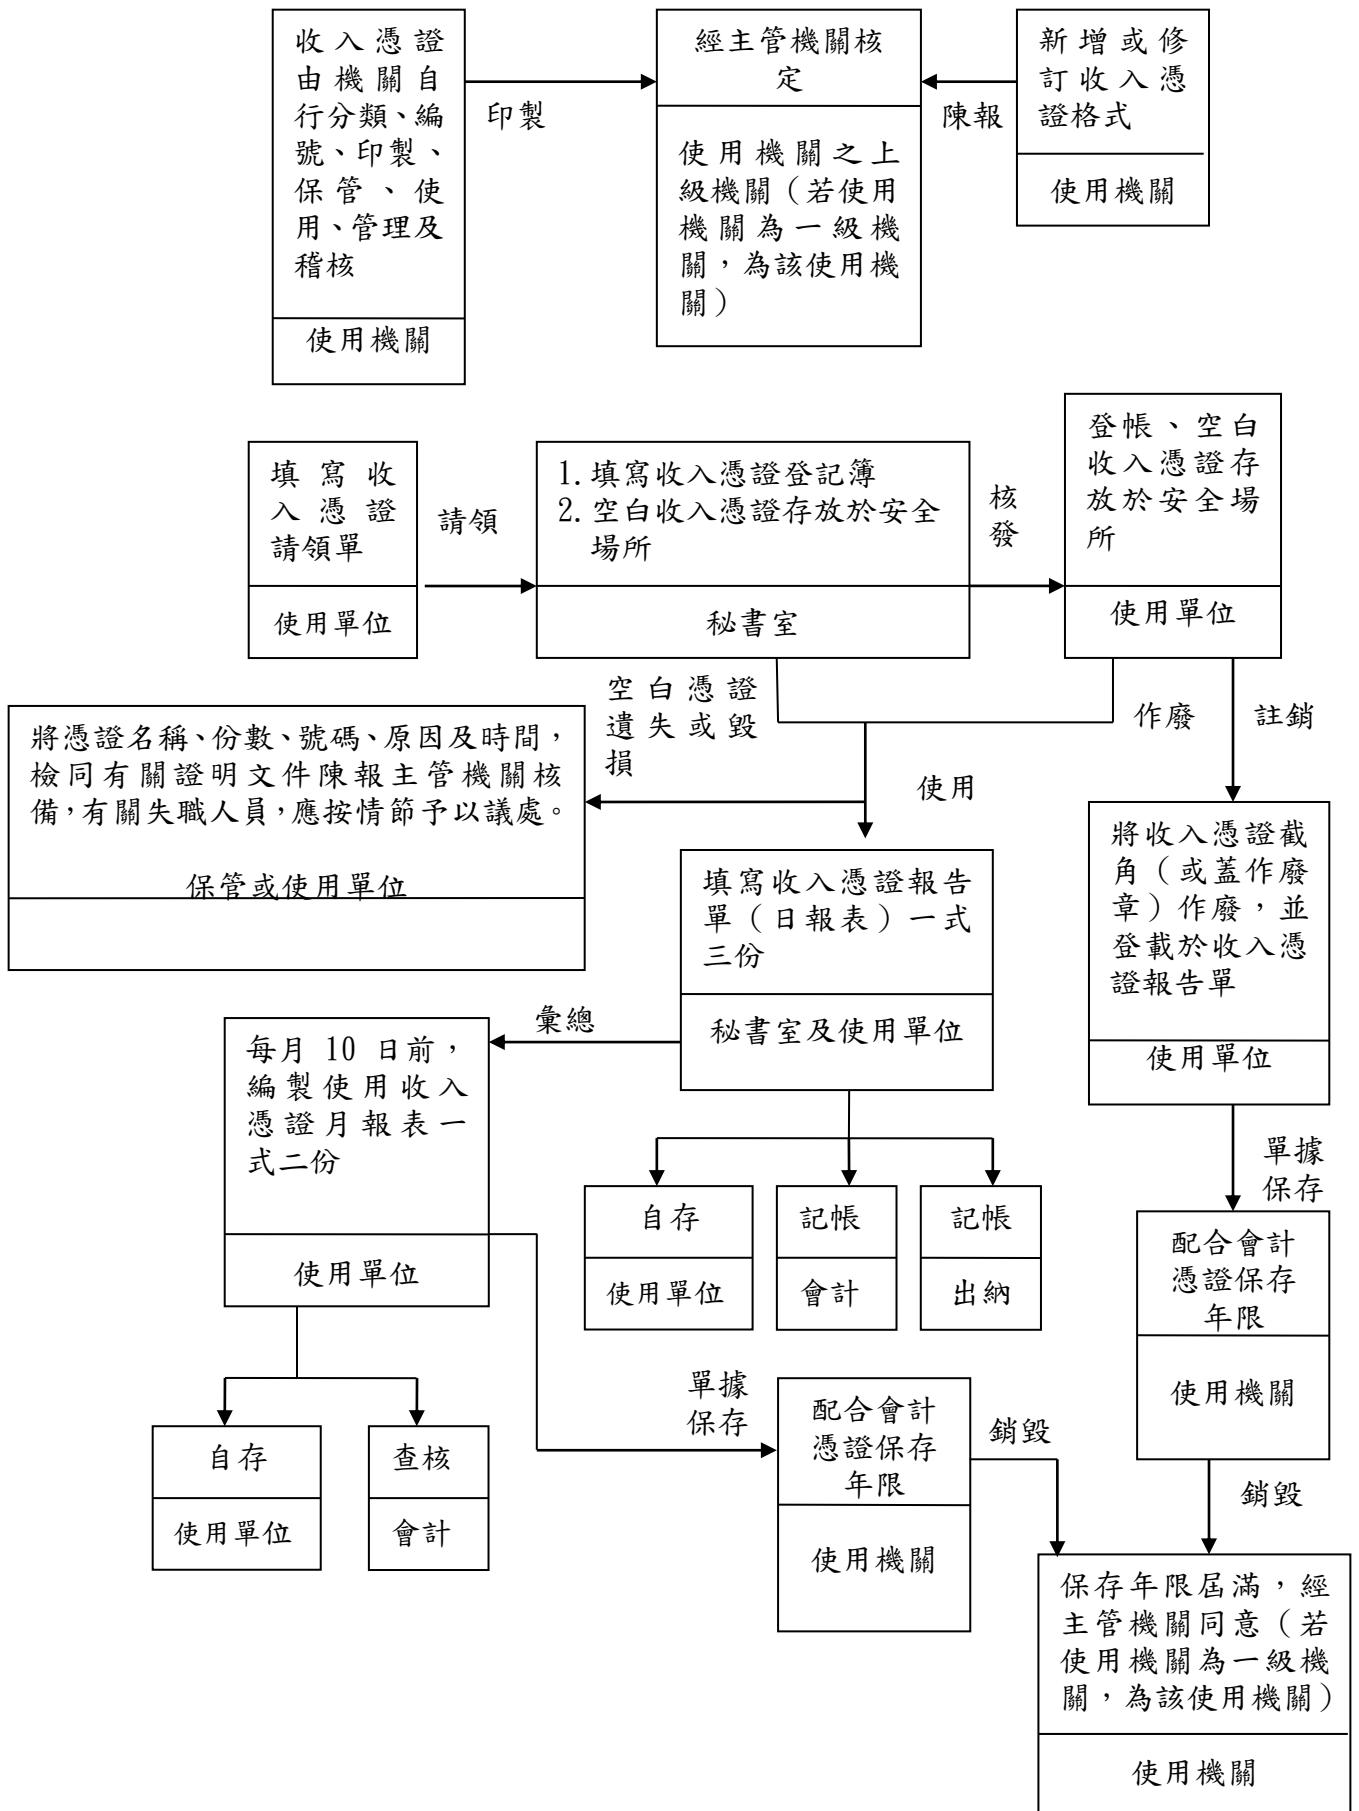 收入憑證
由機關自
行分類、編
號、印製、
保管、使
用、管理及
稽核
使用機關
印製
經主管機關核
定
使用機關之上
級機關（若使用
機關為一級機
關，為該使用機
關）
陳報
新增或修
訂收入憑
證格式
使用機關
填寫收
入憑證
請領單
使用單位
請領
1.填寫收入憑證登記簿
2.空白收入憑證存放於安全
場所
秘書室
核
發
登帳、空白
收入憑證存
放於安全場
所
使用單位
空白憑證
遺失或毀
損
使用
作廢
註銷
將憑證名稱、份數、號碼、原因及時間，
檢同有關證明文件陳報主管機關核
備，有關失職人員，應按情節予以議處。
保管或使用單位
填寫收入憑證報告
單（日報表）一式
三份
秘書室及使用單位
將收入憑證截
角（或蓋作廢
章）作廢，並
登載於收入憑
證報告單
使用單位
彙總
每月 10 日前，
編製使用收入
憑證月報表一
式二份
使用單位
自存
使用單位
記帳
會計
記帳
出納
單據
保存
配合會計
憑證保存
年限
使用機關
自存
使用單位
查核
會計
單據
保存
配合會計
憑證保存
年限
使用機關
銷毀
銷毀
保存年限屆滿，經
主管機關同意（若
使用機關為一級機
關，為該使用機關）
使用機關